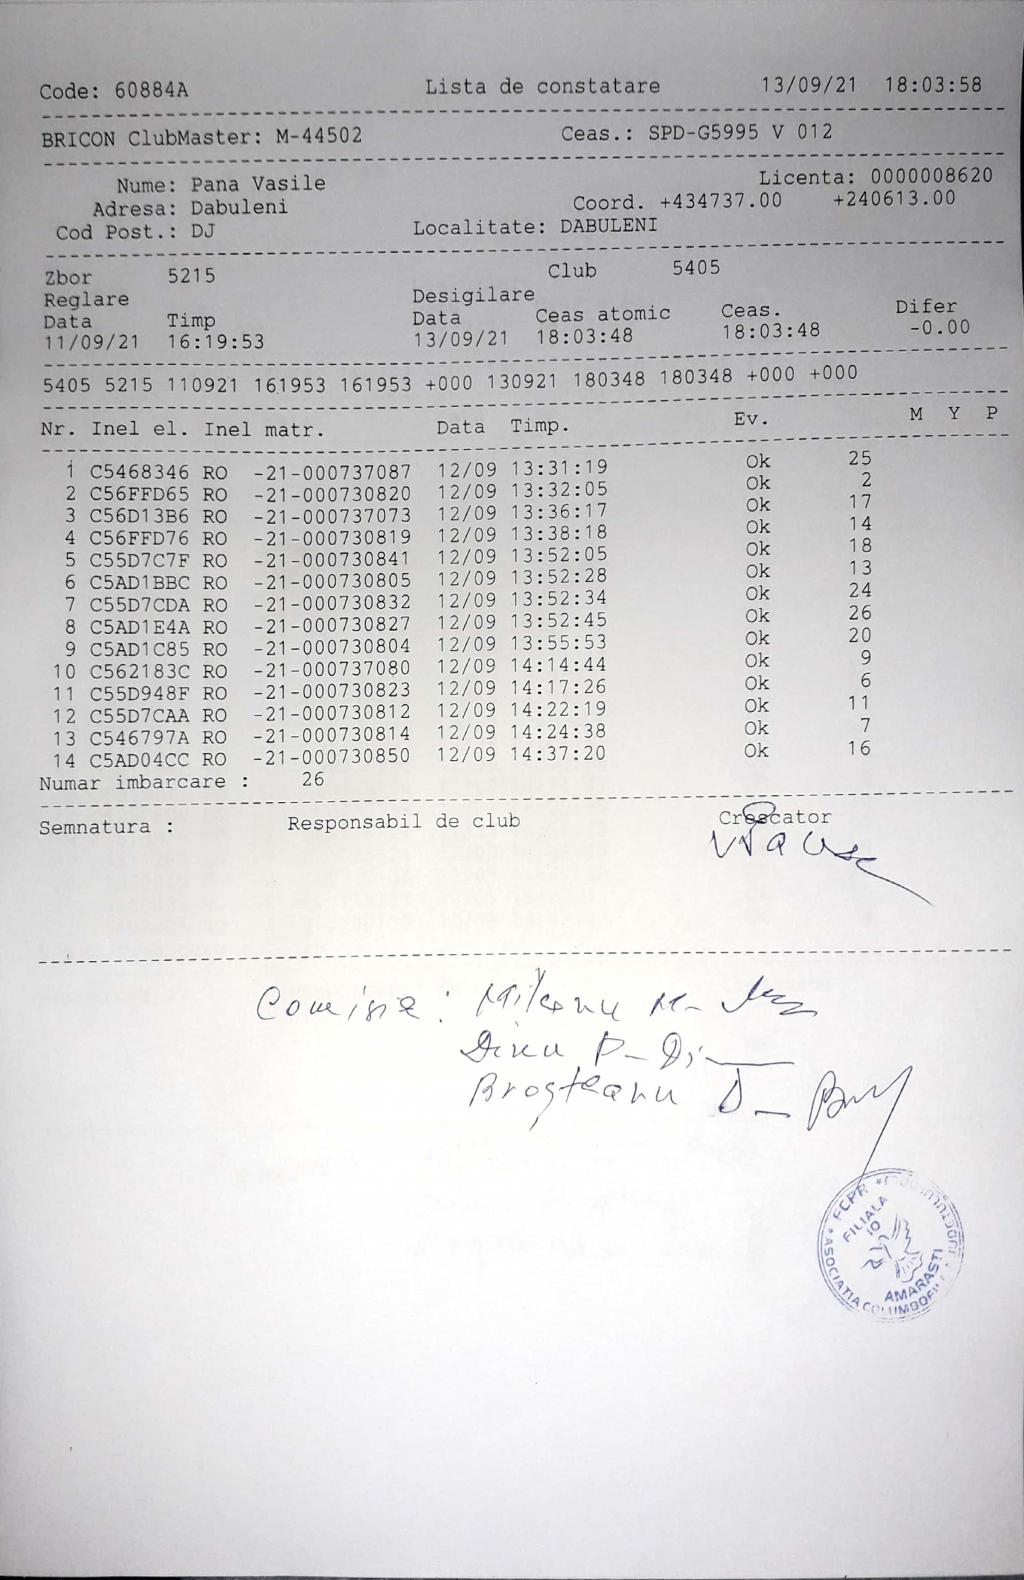 Code: 60884A Lista de constatare 13/09/21 18:03:58
BRICON ClubMaster: M-44502 Ceas.: SPD-G5995 V 012
Nume: Pana Vasile Licenta: 0000008620
Adresa: Dabuleni Coord. +434737.00 +240613.00
Cod Post.: DJ Localitate: DABULENI
Zbor 5215 Club 5405
Reglare Desigilare
Data Timp Data Ceas atomic Ceas. Difer
11/09/21 16:19:53 13/09/21 18:03:48 18:03:48 -0.00
5405 5215 110921 161953 161953 +000 130921 180348 180348 +000 +000
Nr. Inel el. Inel matr. Data Timp. Ev. M Y P
1 C5468346 RO -21-000737087 12/09 13:31:19 Ok 25
2 C56FFD65 RO -21-000730820 12/09 13:32:05 Ok 2
3 C56D13B6 RO -21-000737073 12/09 13:36:17 Ok 17
4 C56FFD76 RO -21-000730819 12/09 13:38:18 Ok 14
5 C55D7C7F RO -21-000730841 12/09 13:52:05 Ok 18
6 C5AD1BBC RO -21-000730805 12/09 13:52:28 Ok 13
7 C55D7CDA RO -21-000730832 12/09 13:52:34 Ok 24
8 C5AD1E4A RO -21-000730827 12/09 13:52:45 Ok 26
9 C5AD1C85 RO -21-000730804 12/09 13:55:53 Ok 20
10 C562183C RO -21-000737080 12/09 14:14:44 Ok 9
11 C55D948F RO -21-000730823 12/09 14:17:26 Ok 6
12 C55D7CAA RO -21-000730812 12/09 14:22:19 Ok 11
13 C546797A RO -21-000730814 12/09 14:24:38 Ok 7
14 C5AD04CC RO -21-000730850 12/09 14:37:20 Ok 16
Numar imbarcare : 26
Semnatura : Responsabil de club Crescator
Comisia: M-
Dincu P-
Broșteanu D-
FCPR
FILIALA
10
AMARASTI
ASOCIATIA